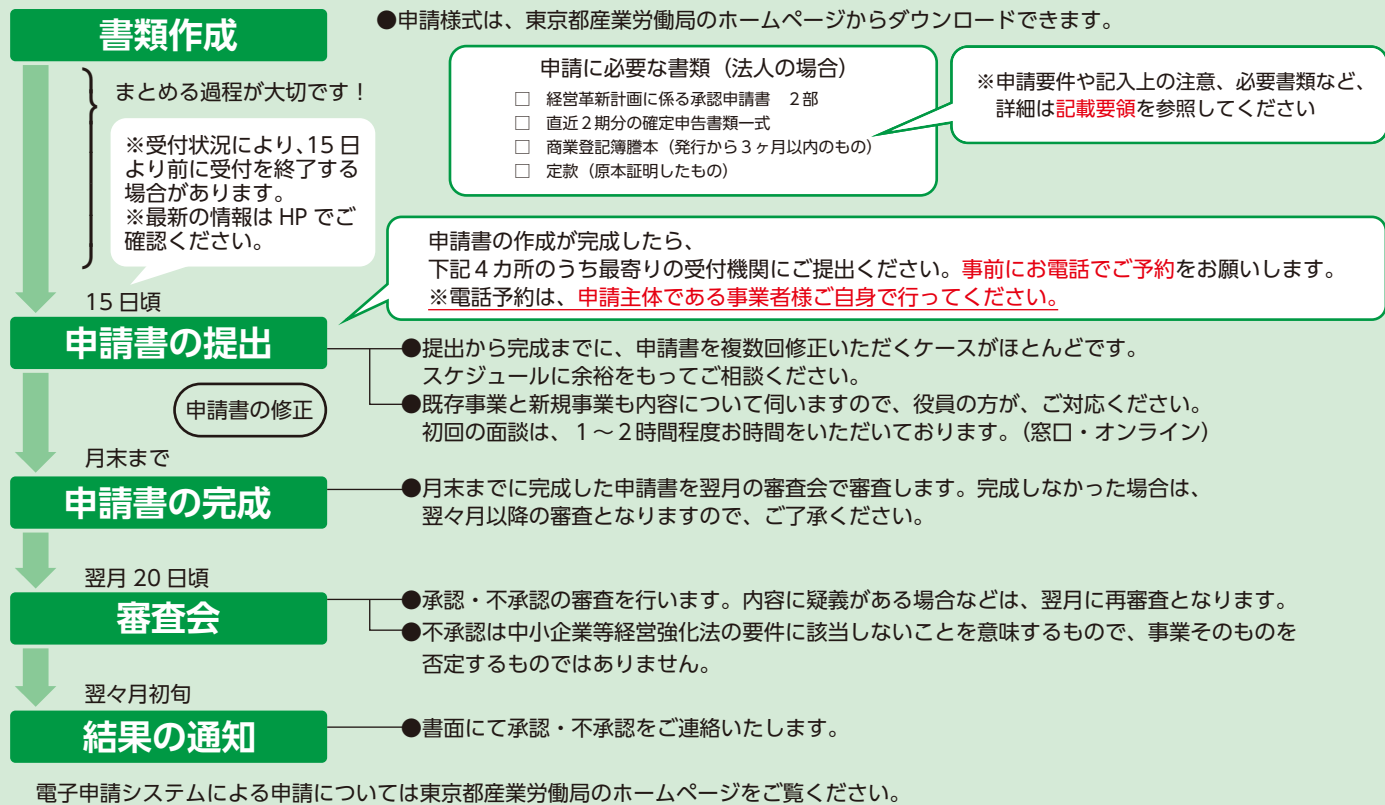 書類作成
●申請様式は、東京都産業労働局のホームページからダウンロードできます。
まとめる過程が大切です！
※受付状況により、15日
より前に受付を終了する
場合があります。
※最新の情報は HP でご
確認ください。
申請に必要な書類（法人の場合）
□ 経営革新計画に係る承認申請書　２部
□ 直近２期分の確定申告書類一式
□ 商業登記簿謄本（発行から３ヶ月以内のもの）
□ 定款（原本証明したもの）
※申請要件や記入上の注意、必要書類など、
詳細は記載要領を参照してください
申請書の作成が完成したら、
下記４カ所のうち最寄りの受付機関にご提出ください。事前にお電話でご予約をお願いします。
※電話予約は、申請主体である事業者様ご自身で行ってください。
15日頃
申請書の提出
●提出から完成までに、申請書を複数回修正いただくケースがほとんどです。
スケジュールに余裕をもってご相談ください。
●既存事業と新規事業も内容について伺いますので、役員の方が、ご対応ください。
初回の面談は、１～２時間程度お時間をいただいております。（窓口・オンライン）
申請書の修正
月末まで
申請書の完成
●月末までに完成した申請書を翌月の審査会で審査します。完成しなかった場合は、
翌々月以降の審査となりますので、ご了承ください。
翌月 20 日頃
審査会
●承認・不承認の審査を行います。内容に疑義がある場合などは、翌月に再審査となります。
●不承認は中小企業等経営強化法の要件に該当しないことを意味するもので、事業そのものを
否定するものではありません。
翌々月初旬
結果の通知
●書面にて承認・不承認をご連絡いたします。
電子申請システムによる申請については東京都産業労働局のホームページをご覧ください。